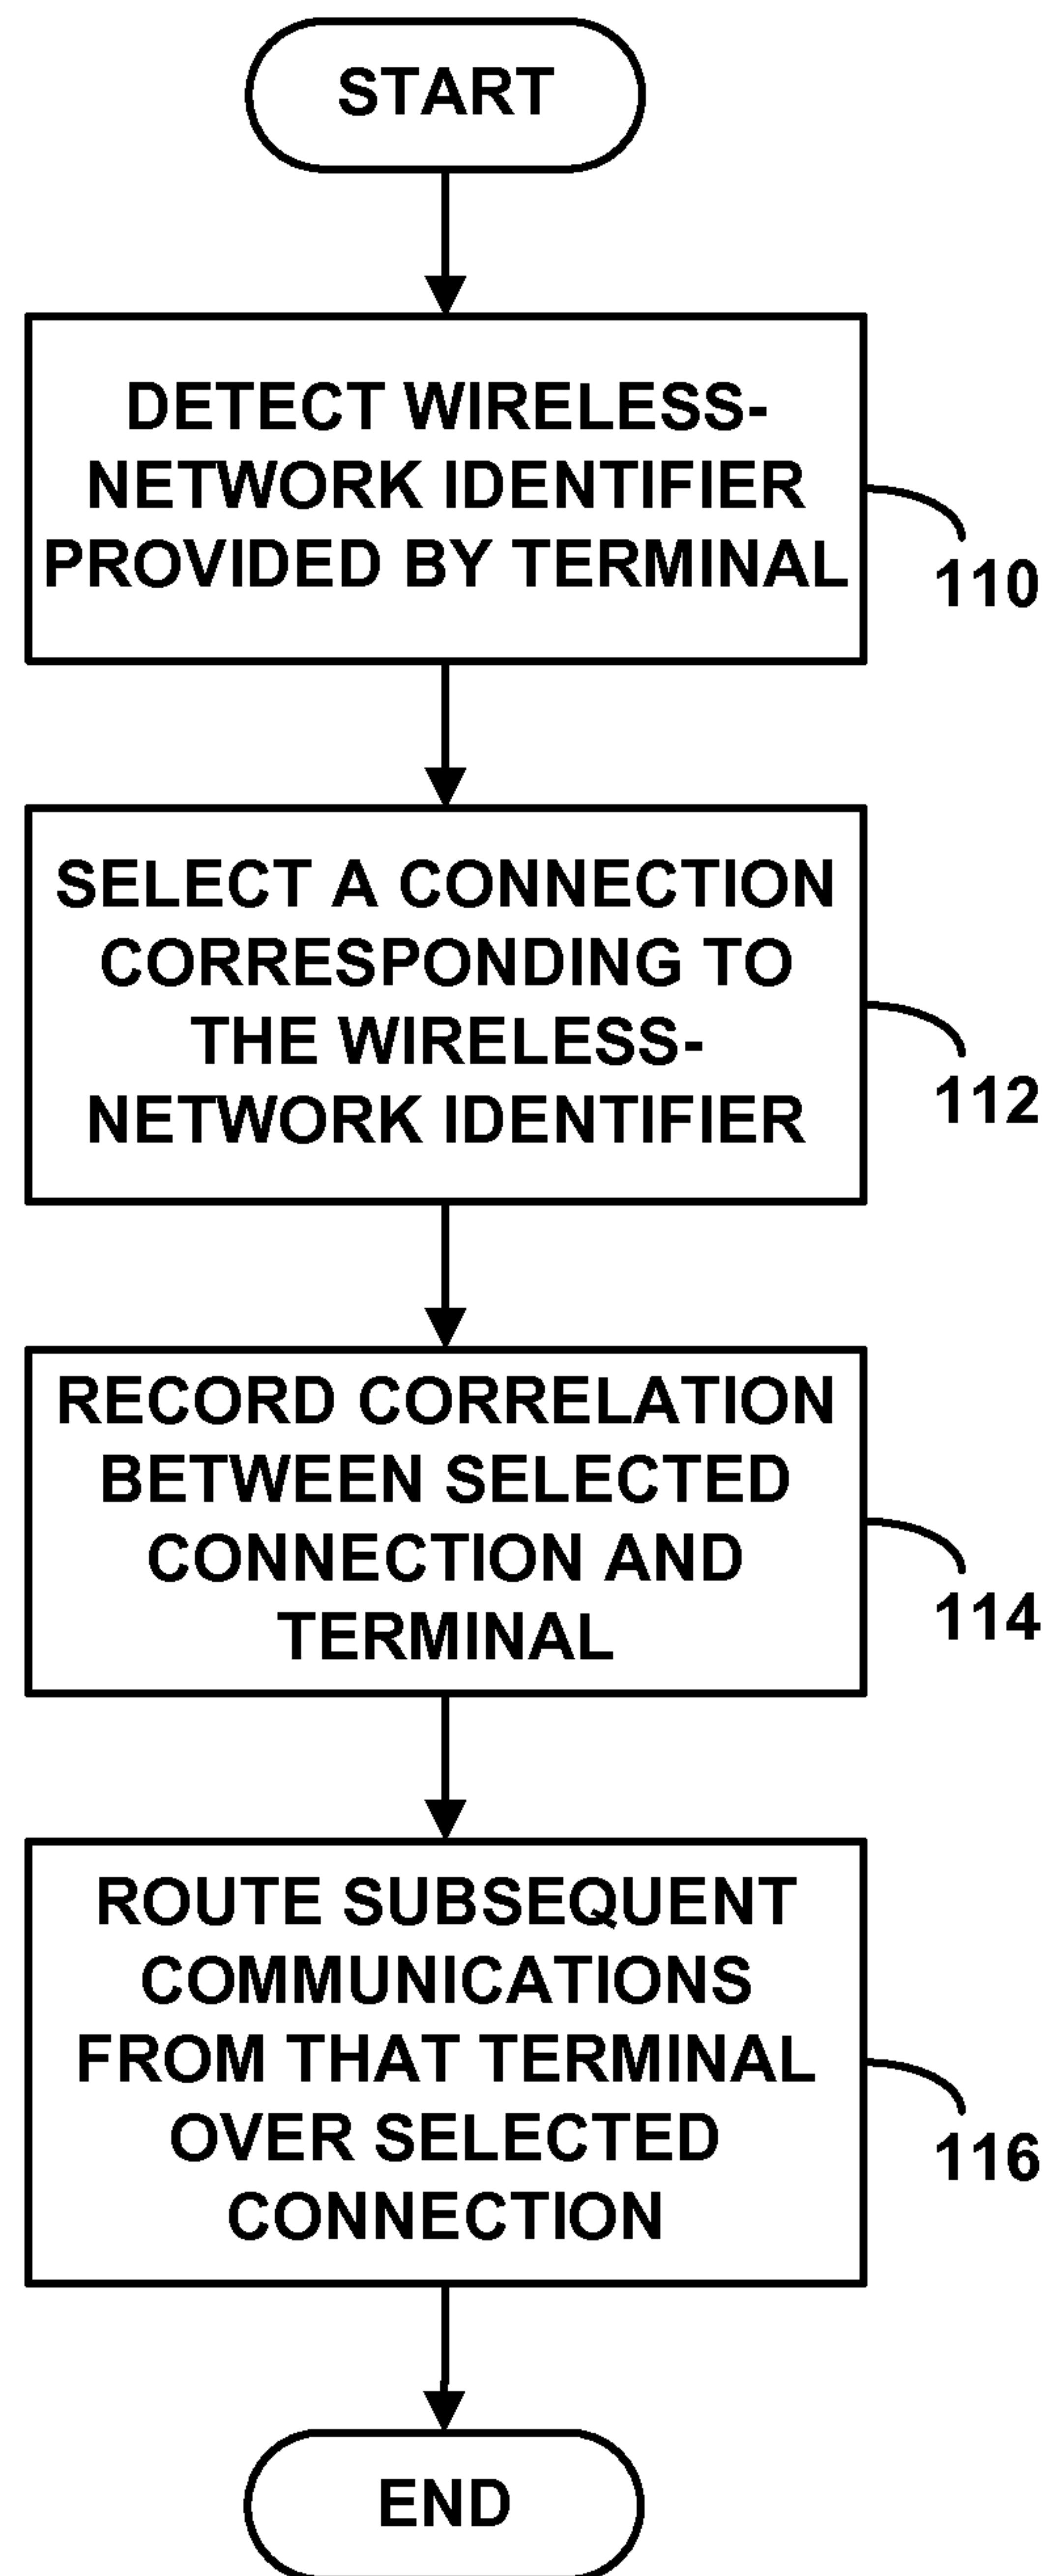 START
DETECT WIRELESS-
NETWORK IDENTIFIER
PROVIDED BY TERMINAL
110
SELECT A CONNECTION
CORRESPONDING TO
THE WIRELESS-
NETWORK IDENTIFIER
112
RECORD CORRELATION
BETWEEN SELECTED
CONNECTION AND
TERMINAL
114
ROUTE SUBSEQUENT
COMMUNICATIONS
FROM THAT TERMINAL
OVER SELECTED
CONNECTION
116
END